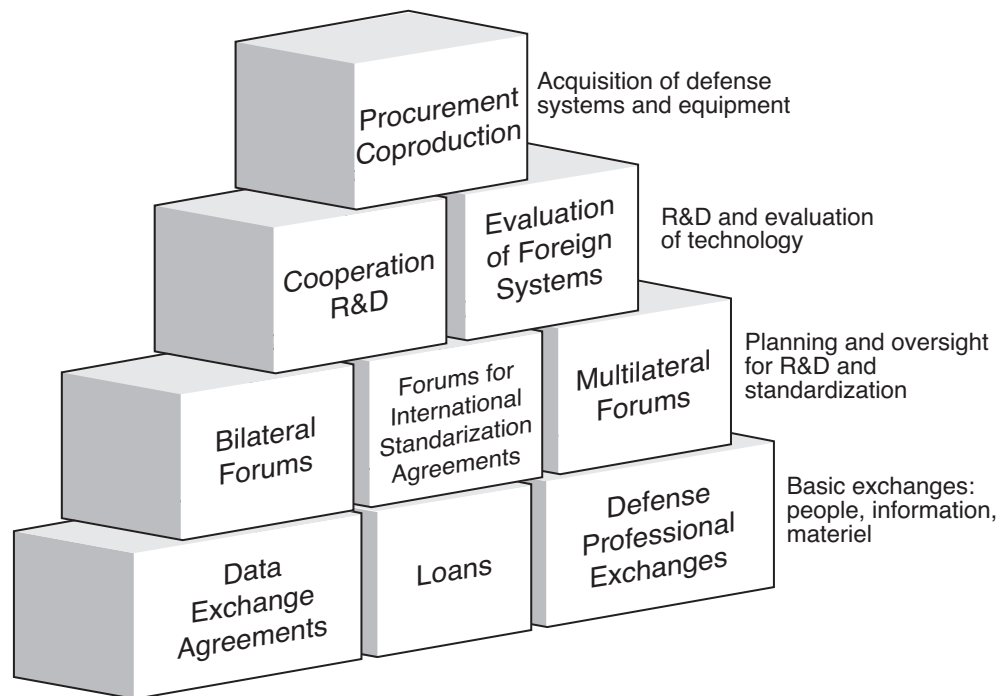 Procurement
Coproduction
Acquisition of defense
systems and equipment
Cooperation
R&D
Evaluation
of Foreign
Systems
R&D and evaluation
of technology
Bilateral
Forums
Forums for
International
Standarization
Agreements
Multilateral
Forums
Planning and oversight
for R&D and
standardization
Data
Exchange
Agreements
Loans
Defense
Professional
Exchanges
Basic exchanges:
people, information,
materiel